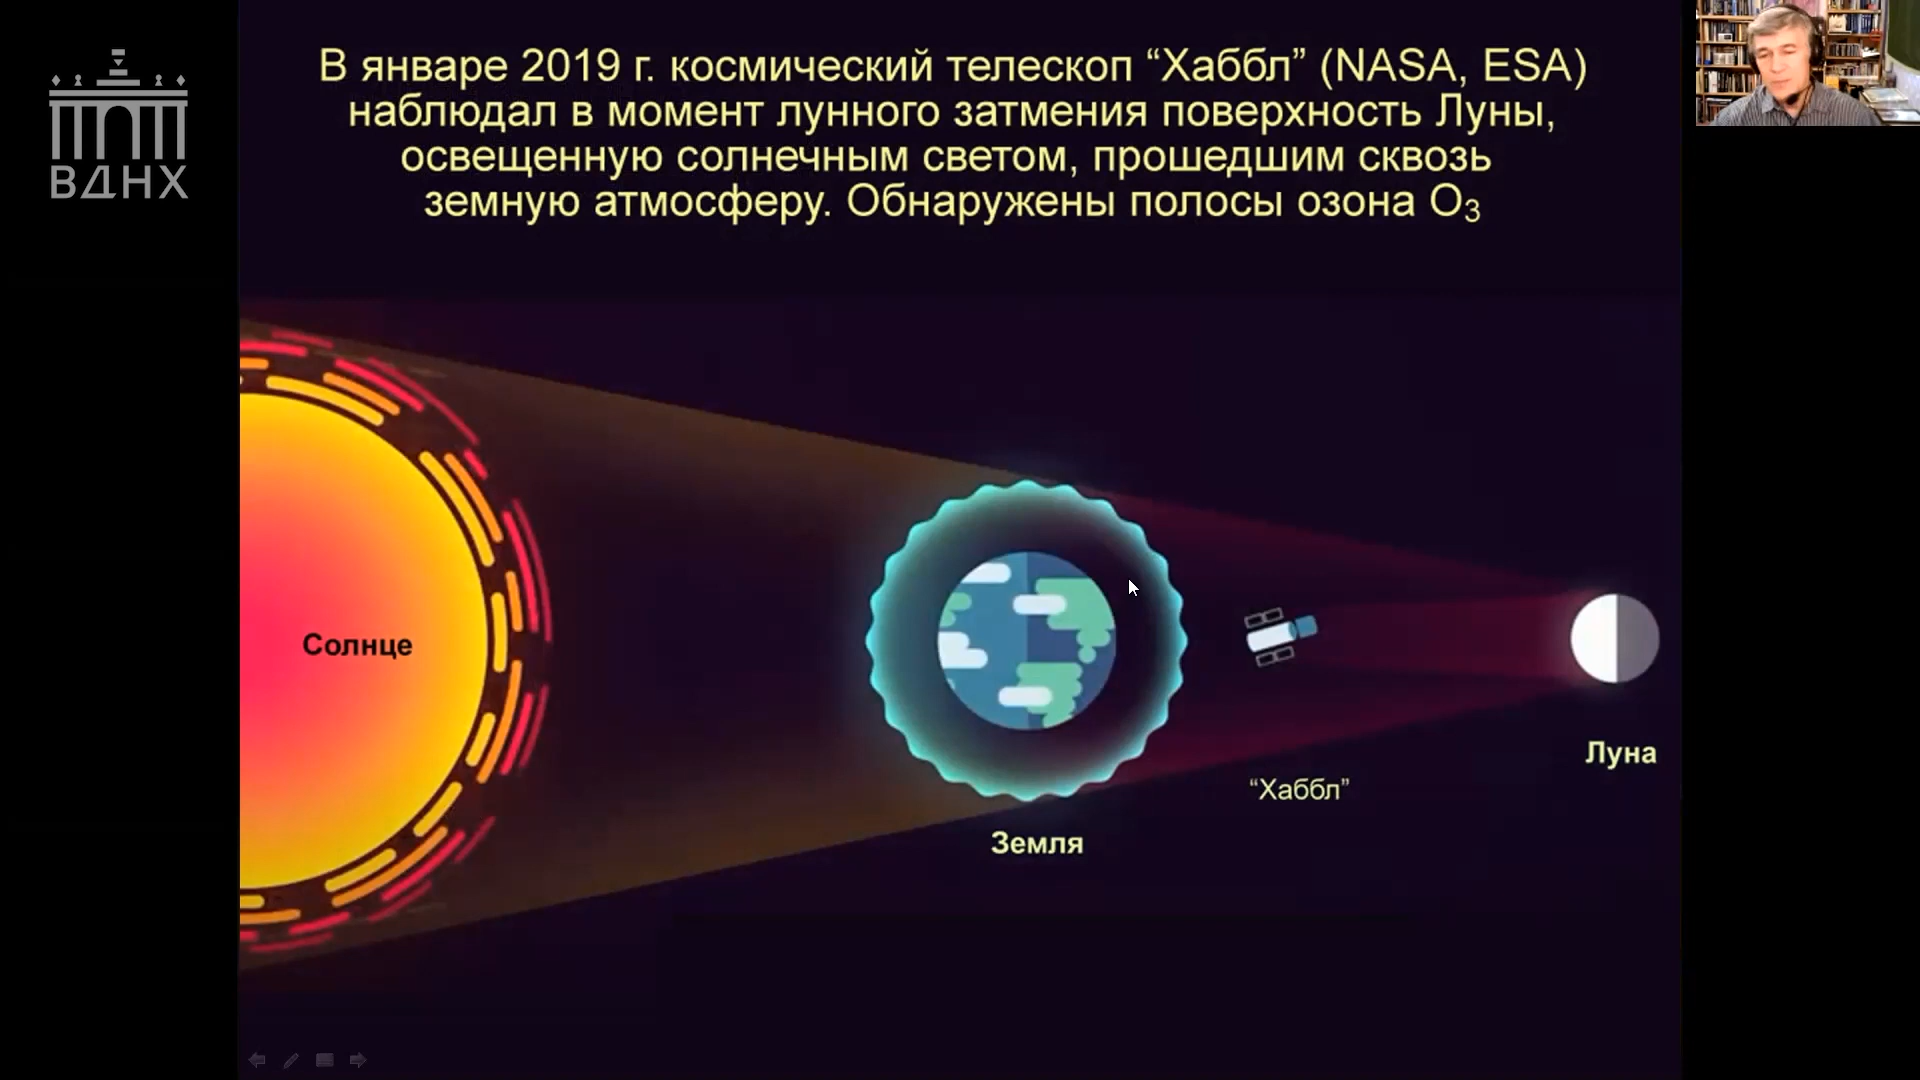 ВДНХ
В январе 2019 г. космический телескоп “Хаббл” (NASA, ESA)
наблюдал в момент лунного затмения поверхность Луны,
освещенную солнечным светом, прошедшим сквозь
земную атмосферу. Обнаружены полосы озона O₃
Солнце
Земля
“Хаббл”
Луна